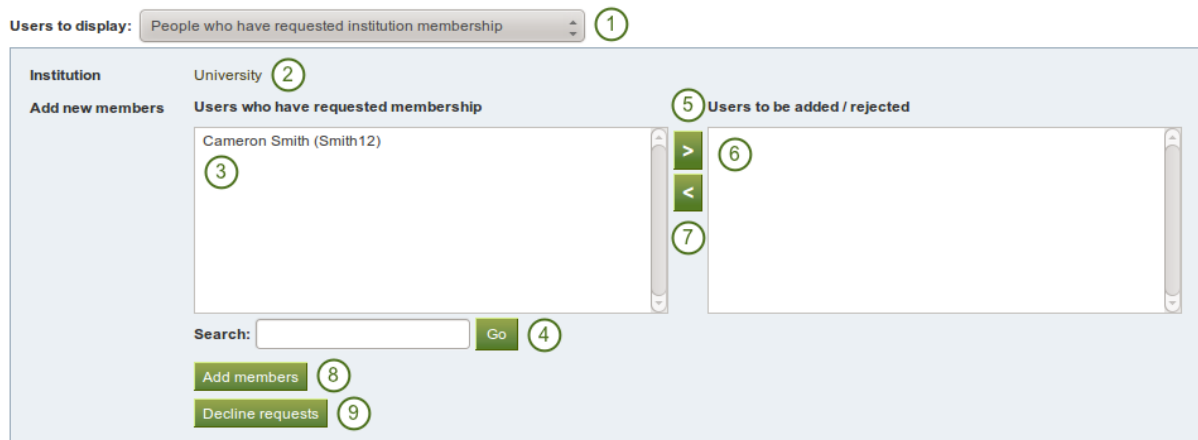 Users to display: People who have requested institution membership 1
Institution University 2
Add new members Users who have requested membership 5 Users to be added / rejected
Cameron Smith (Smith12) > 6
3 <
7
Search: Go 4
Add members 8
Decline requests 9